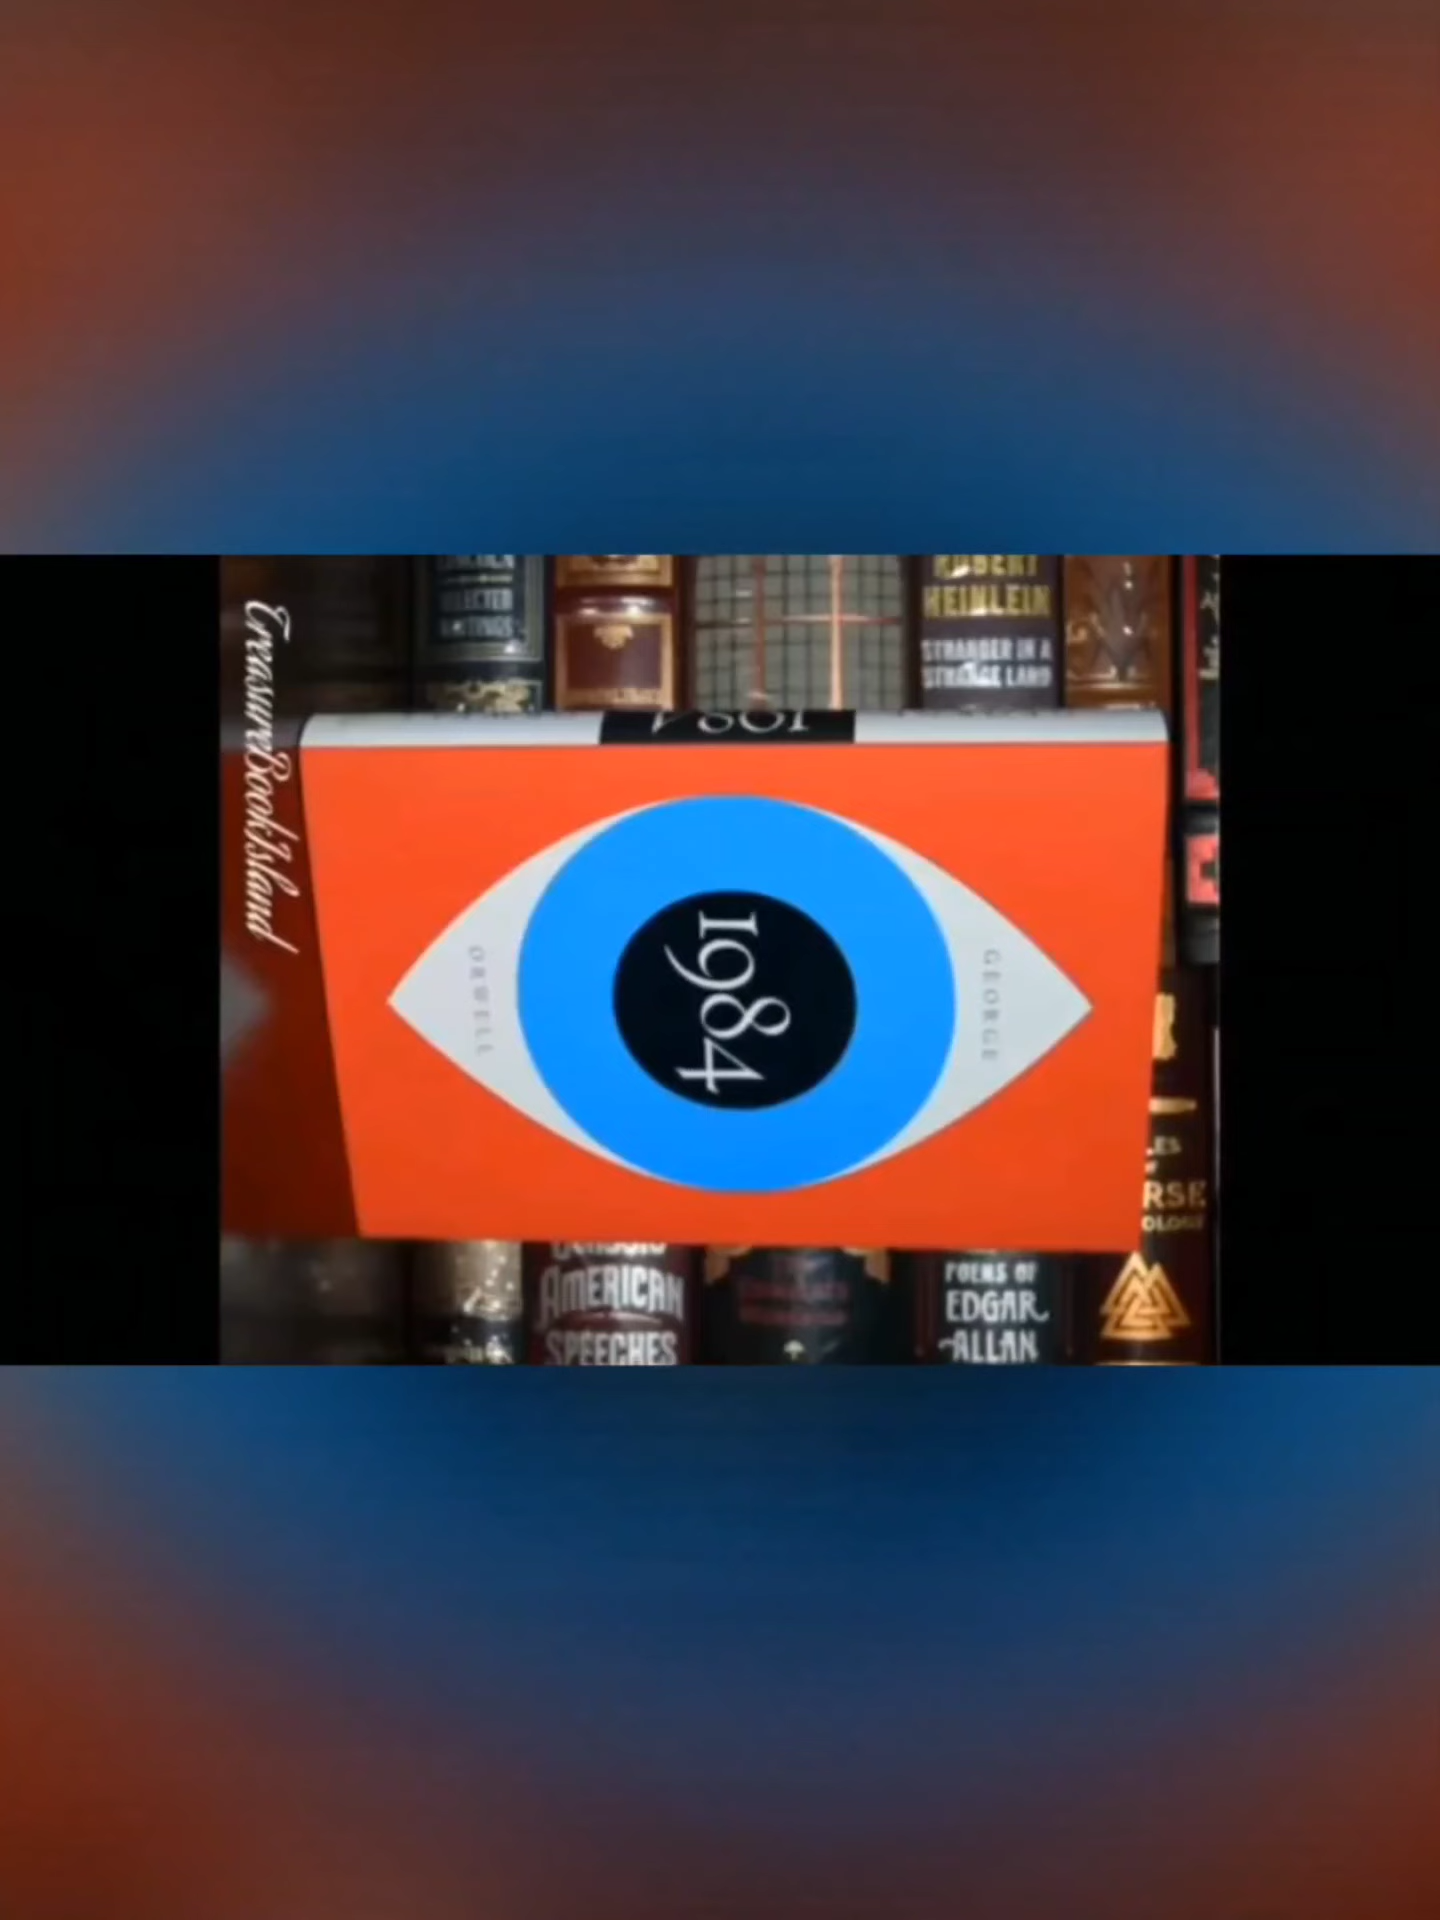 ROBERT
HEINLEIN
STRANGER IN A
STRANGE LAND
SELECTED
WRITINGS
TreasureBookIsland
1984
1984
GEORGE
ORWELL
CLASSIC
AMERICAN
SPEECHES
POEMS OF
EDGAR
ALLAN